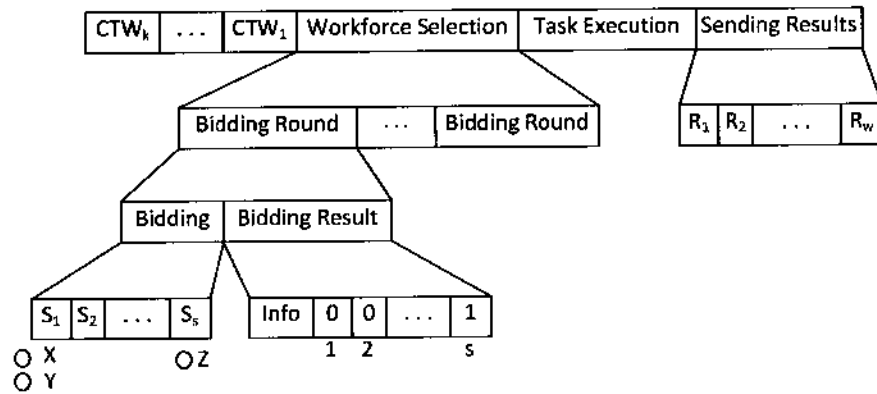 CTWₖ ... CTW₁ Workforce Selection Task Execution Sending Results
Bidding Round ... Bidding Round R₁ R₂ ... R_w
Bidding Bidding Result
S₁ S₂ ... Sₛ Info 0 0 ... 1
X Z 1 2 s
Y